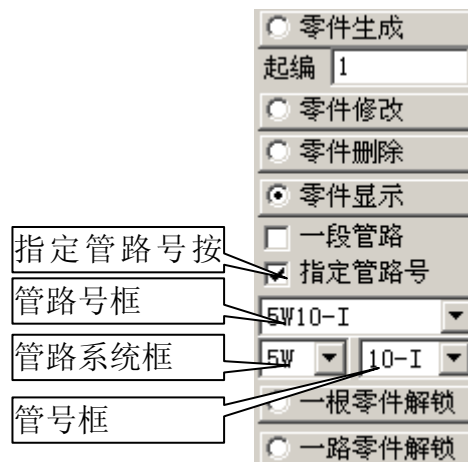 零件生成
起编 1
零件修改
零件删除
零件显示
一段管路
指定管路号按
指定管路号
管路号框
5W10-I
管路系统框
5W 10-I
管号框
一根零件解锁
一路零件解锁